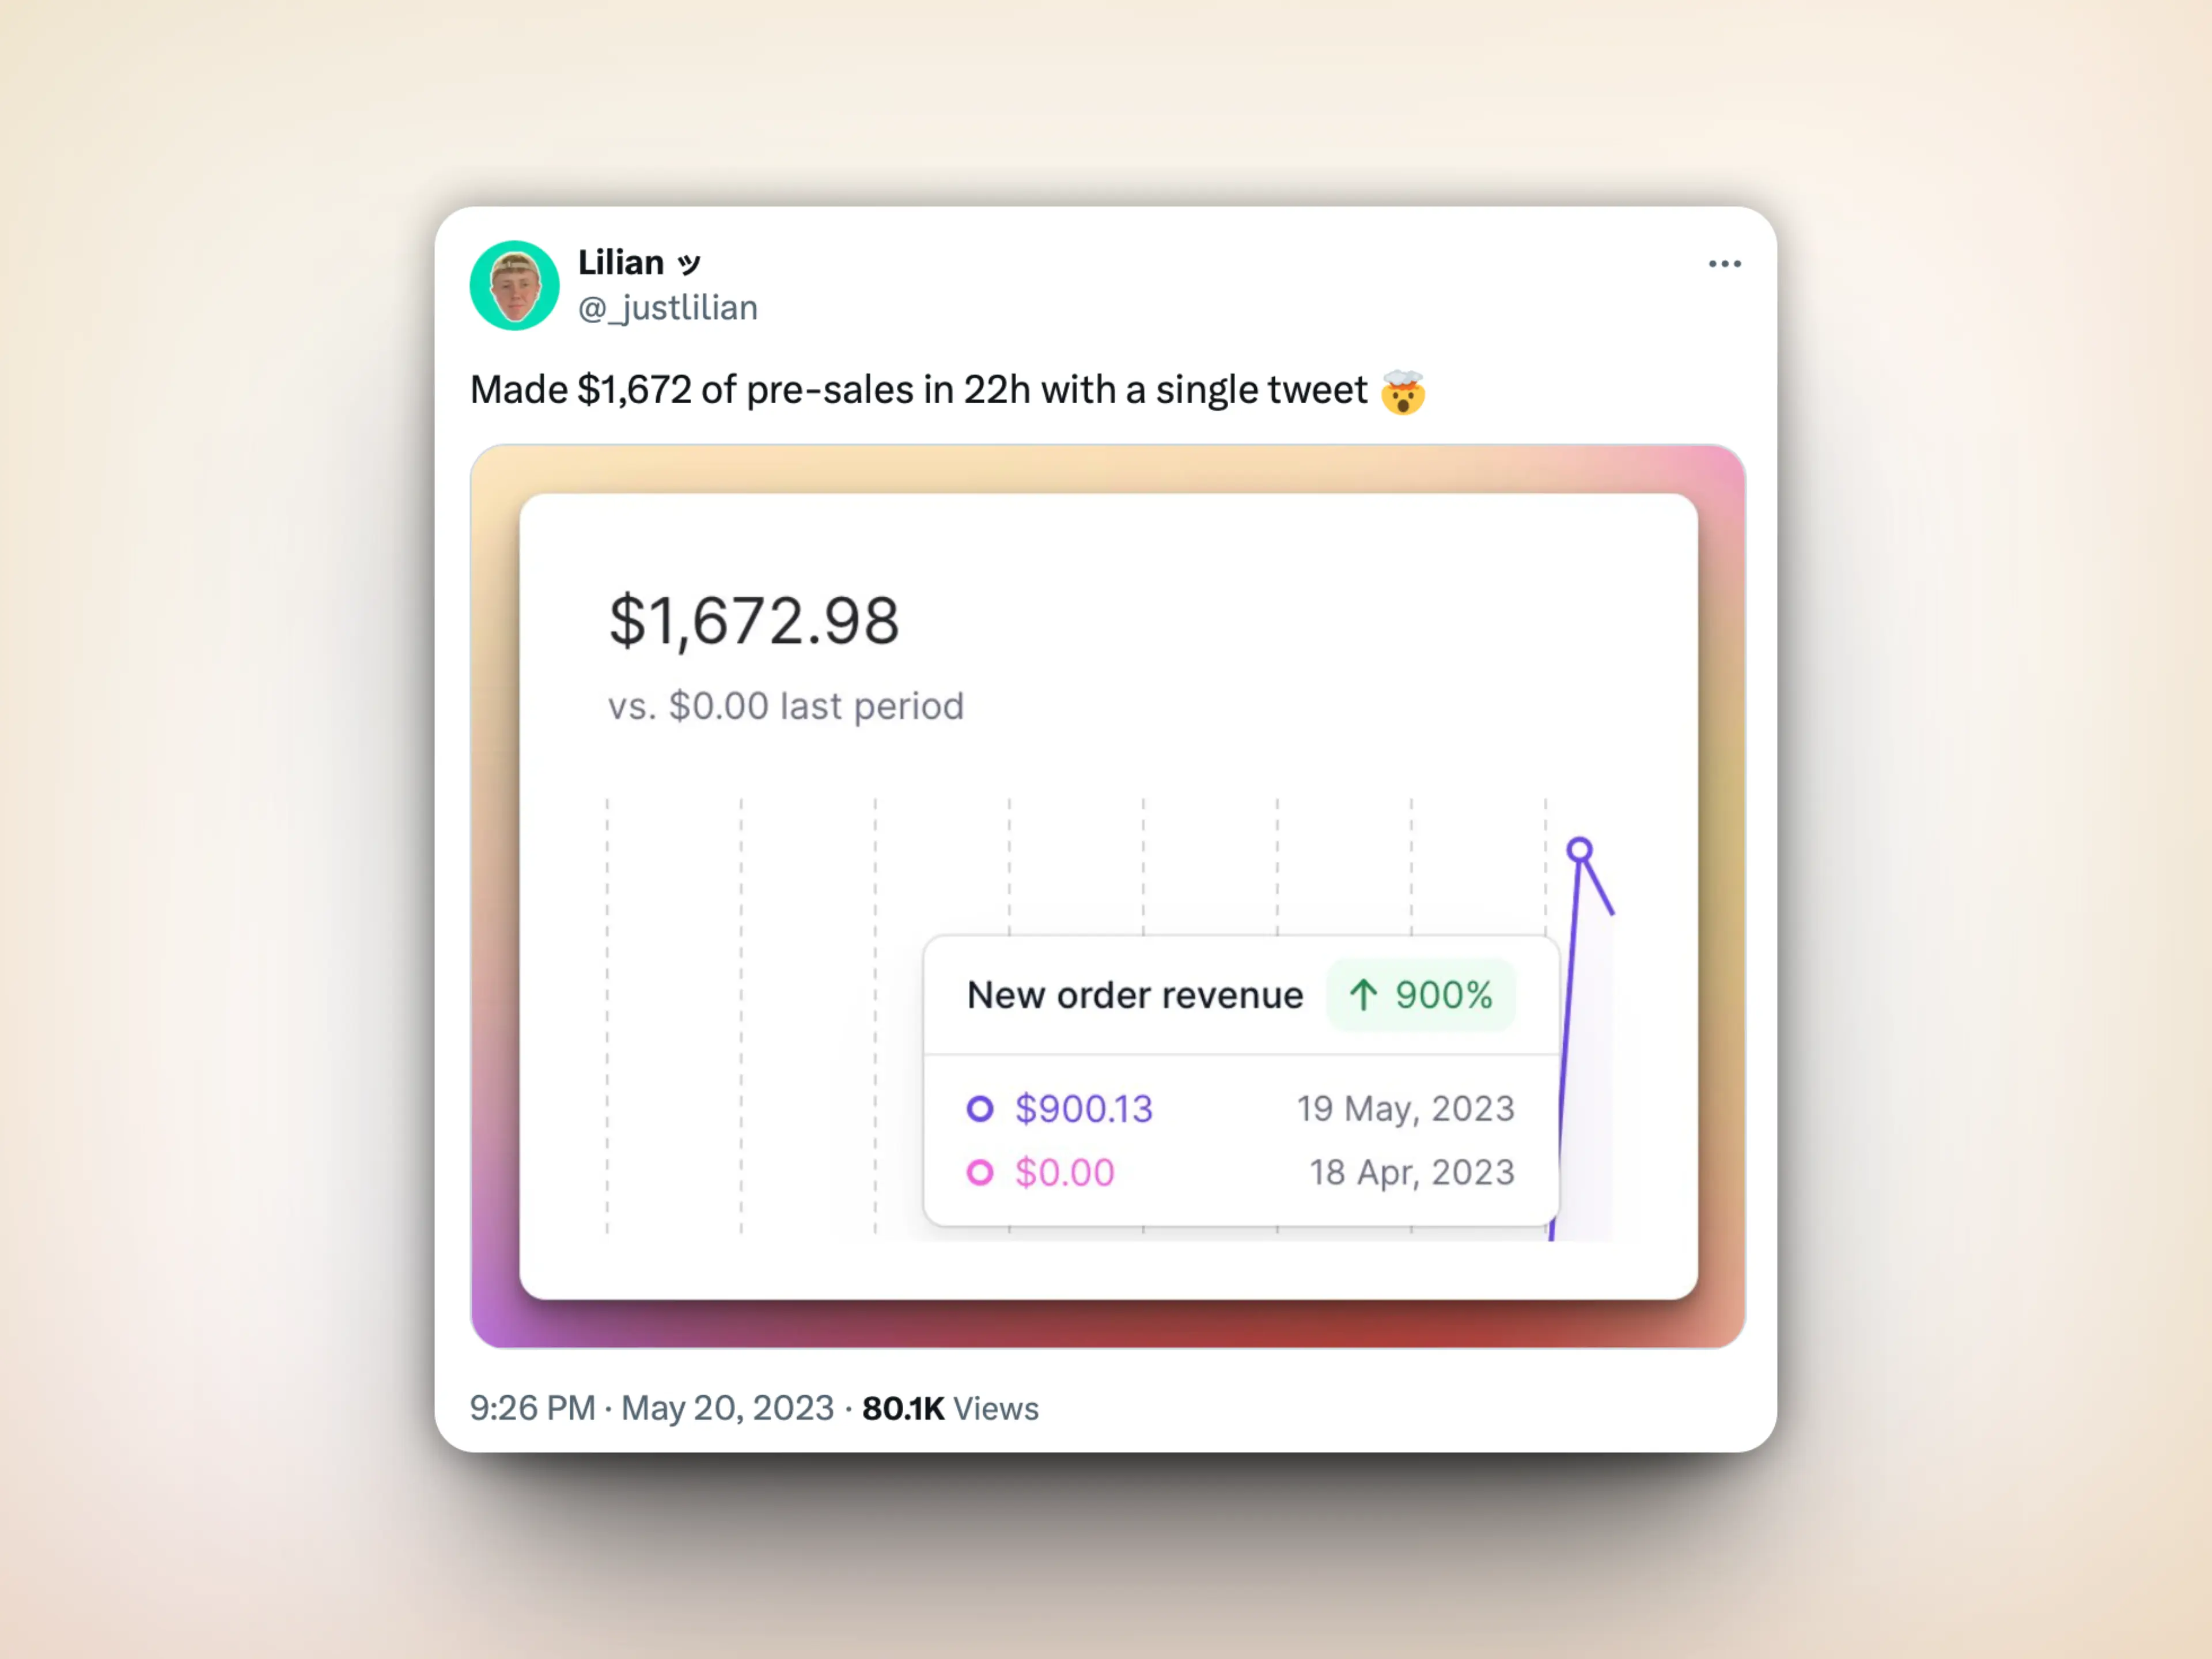 Lilian ッ
@_justlilian
Made $1,672 of pre-sales in 22h with a single tweet 🤯
$1,672.98
vs. $0.00 last period
New order revenue ↑ 900%
$900.13 19 May, 2023
$0.00 18 Apr, 2023
9:26 PM · May 20, 2023 · 80.1K Views